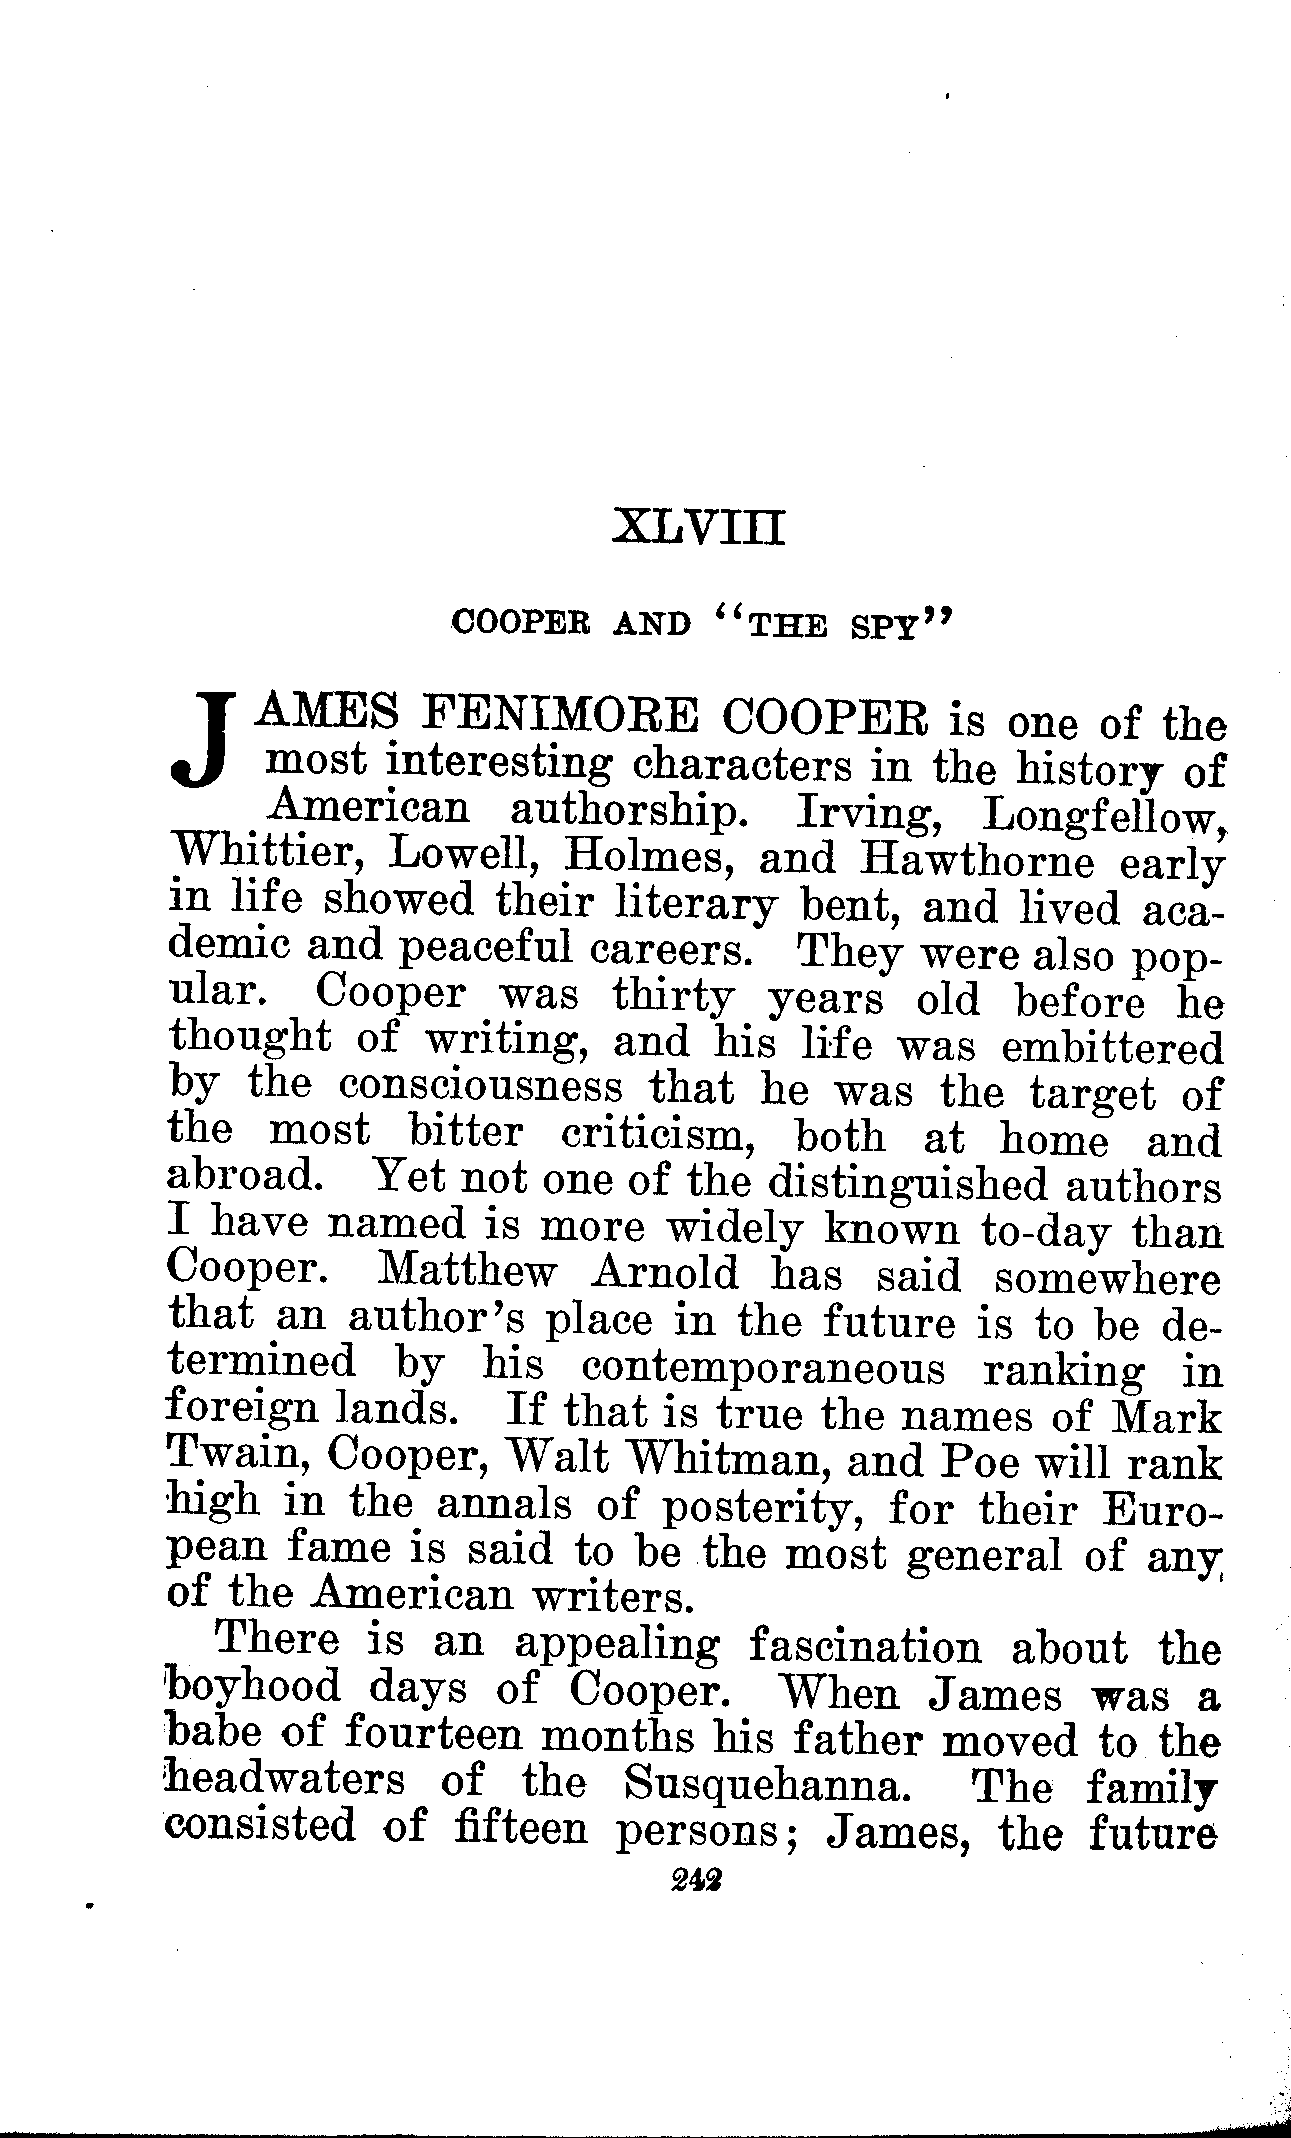 XLVIII
COOPER AND "THE SPY"
JAMES FENIMORE COOPER is one of the
most interesting characters in the history of
American authorship. Irving, Longfellow,
Whittier, Lowell, Holmes, and Hawthorne early
in life showed their literary bent, and lived aca-
demic and peaceful careers. They were also pop-
ular. Cooper was thirty years old before he
thought of writing, and his life was embittered
by the consciousness that he was the target of
the most bitter criticism, both at home and
abroad. Yet not one of the distinguished authors
I have named is more widely known to-day than
Cooper. Matthew Arnold has said somewhere
that an author's place in the future is to be de-
termined by his contemporaneous ranking in
foreign lands. If that is true the names of Mark
Twain, Cooper, Walt Whitman, and Poe will rank
high in the annals of posterity, for their Euro-
pean fame is said to be the most general of any
of the American writers.
There is an appealing fascination about the
boyhood days of Cooper. When James was a
babe of fourteen months his father moved to the
headwaters of the Susquehanna. The family
consisted of fifteen persons; James, the future
242